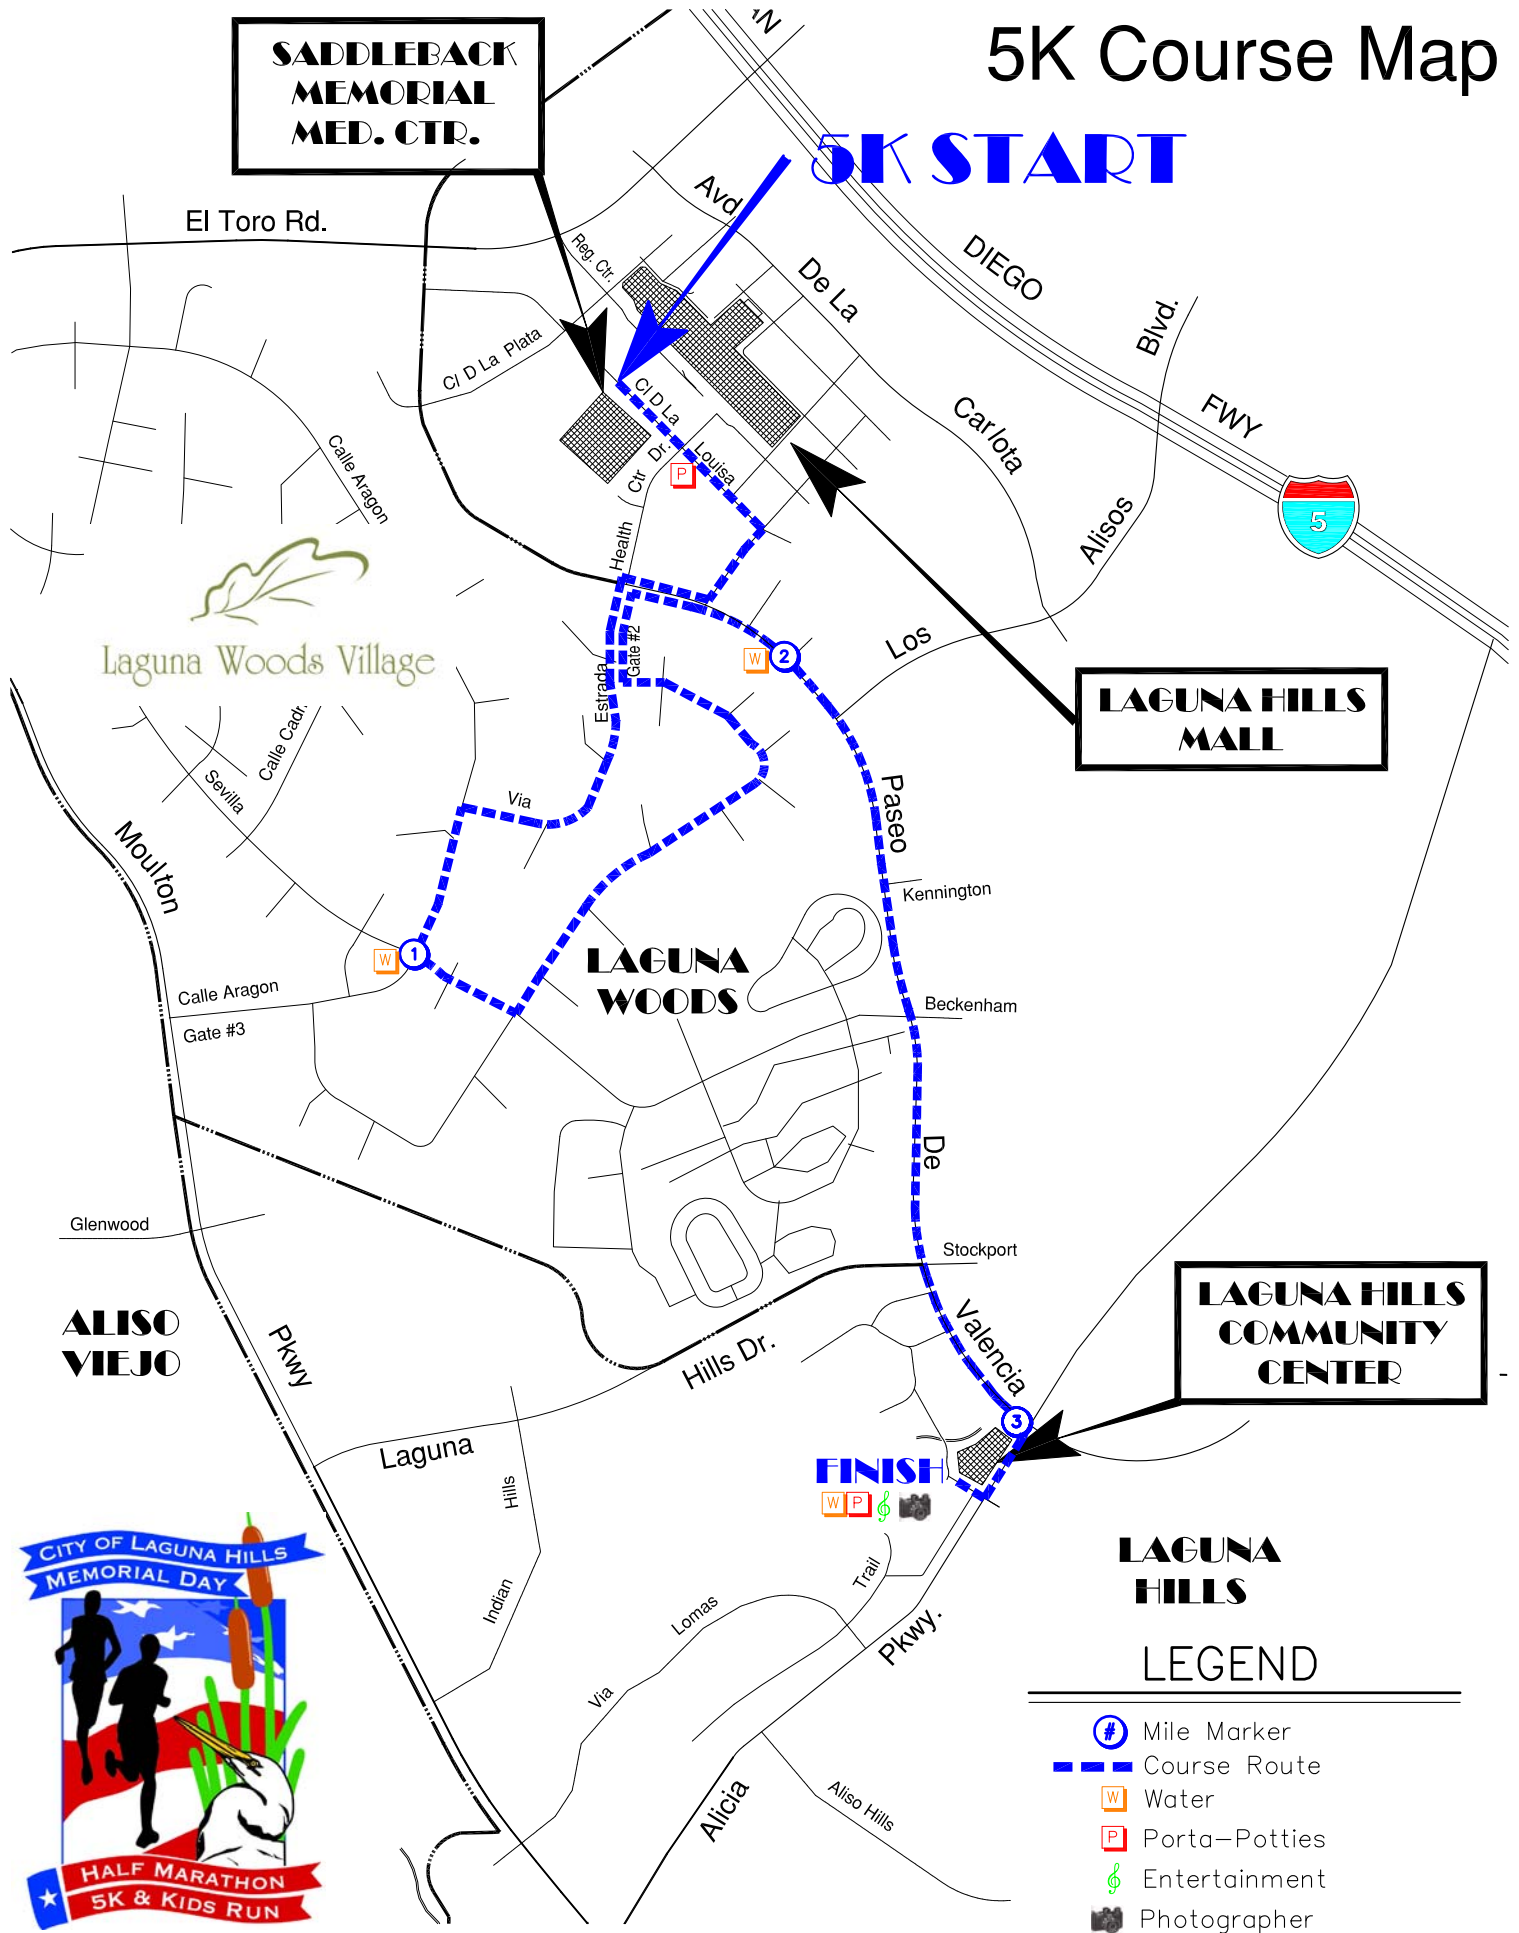 5K Course Map
SADDLEBACK
MEMORIAL
MED. CTR.
5K START
El Toro Rd.
Avd
De La
Carlota
DIEGO
FWY
5
Blvd.
Alisos
Los
Reg. Ctr.
C/ D La Plata
C/ D La
Louisa
P
Ctr Dr.
Health
Calle Aragon
Laguna Woods Village
Gate #2
Estrada
W
2
LAGUNA HILLS
MALL
Sevilla
Via
Paseo
Moulton
Kennington
W
1
LAGUNA
WOODS
Calle Aragon
Gate #3
Beckenham
De
Glenwood
Stockport
ALISO
VIEJO
Pkwy
Hills Dr.
Laguna
Valencia
LAGUNA HILLS
COMMUNITY
CENTER
3
FINISH
W P
Hills
Indian
Trail
Lomas
Via
Pkwy.
Alicia
Aliso Hills
LAGUNA
HILLS
CITY OF LAGUNA HILLS
MEMORIAL DAY
HALF MARATHON
5K & KIDS RUN
LEGEND
# Mile Marker
Course Route
W Water
P Porta-Potties
Entertainment
Photographer